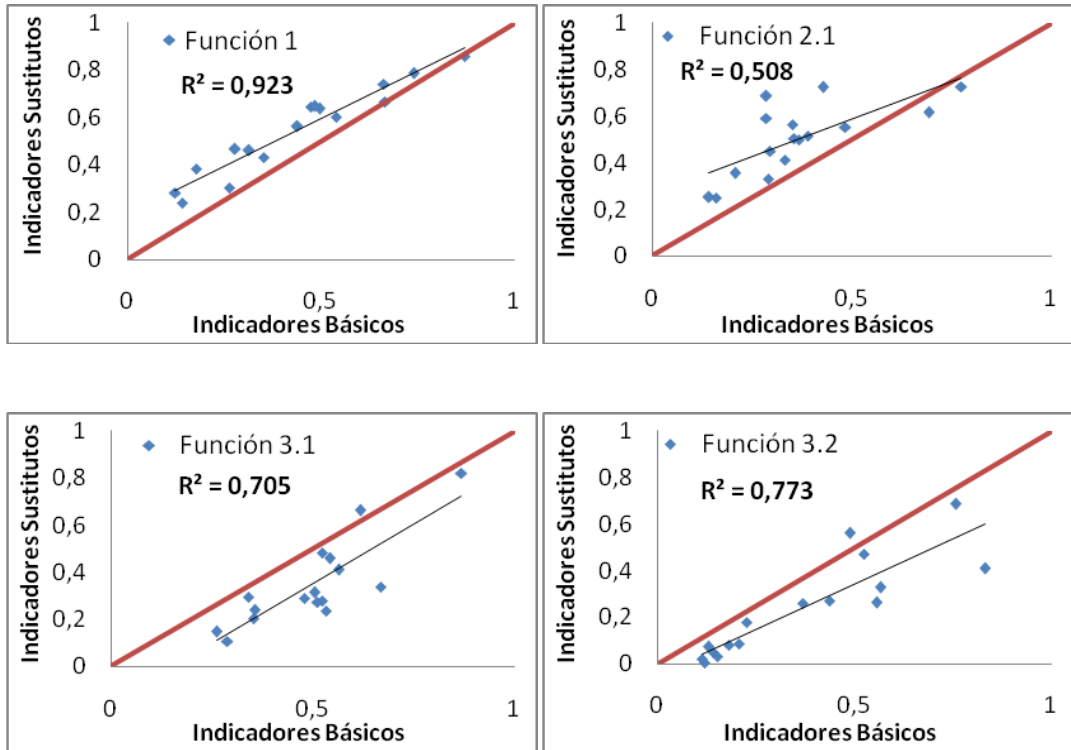 Indicadores Sustitutos
1
0,8
0,6
0,4
0,2
0
Función 1
R² = 0,923
0
0,5
1
Indicadores Básicos
Indicadores Sustitutos
1
0,8
0,6
0,4
0,2
0
Función 2.1
R² = 0,508
0
0,5
1
Indicadores Básicos
Indicadores Sustitutos
1
0,8
0,6
0,4
0,2
0
Función 3.1
R² = 0,705
0
0,5
1
Indicadores Básicos
Indicadores Sustitutos
1
0,8
0,6
0,4
0,2
0
Función 3.2
R² = 0,773
0
0,5
1
Indicadores Básicos